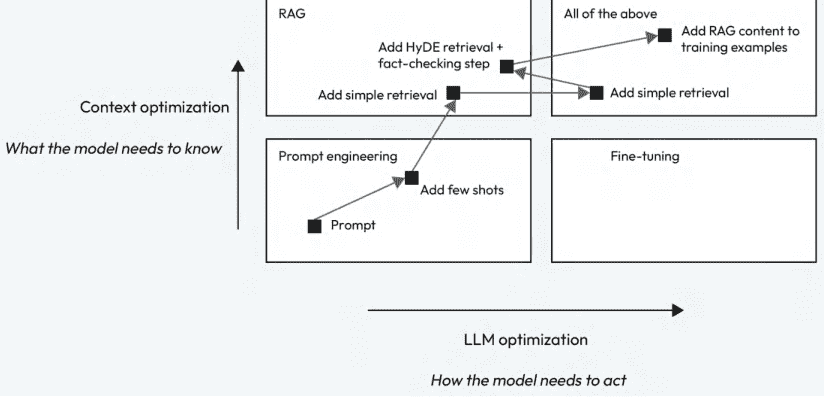 RAG
All of the above
Add HyDE retrieval +
fact-checking step
Add RAG content to
training examples
Add simple retrieval
Add simple retrieval
Context optimization
What the model needs to know
Prompt engineering
Fine-tuning
Add few shots
Prompt
LLM optimization
How the model needs to act